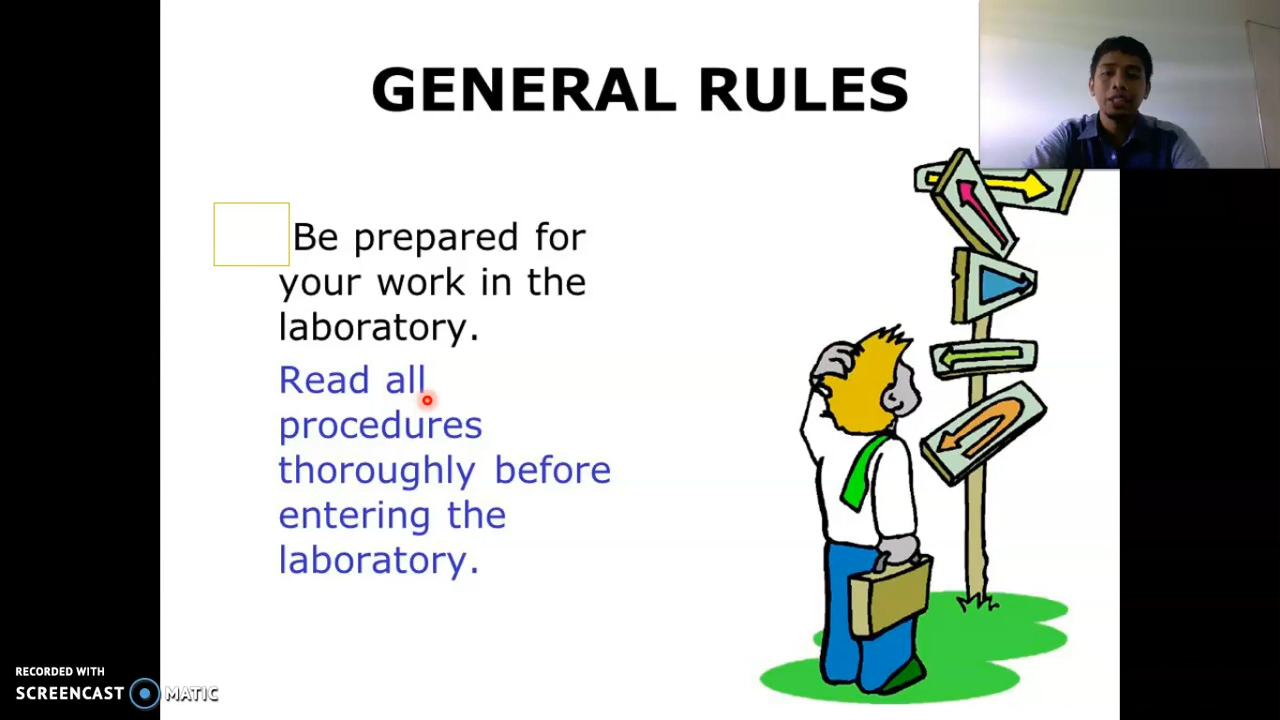 GENERAL RULES
Be prepared for
your work in the
laboratory.
Read all
procedures
thoroughly before
entering the
laboratory.
RECORDED WITH
SCREENCAST MATIC